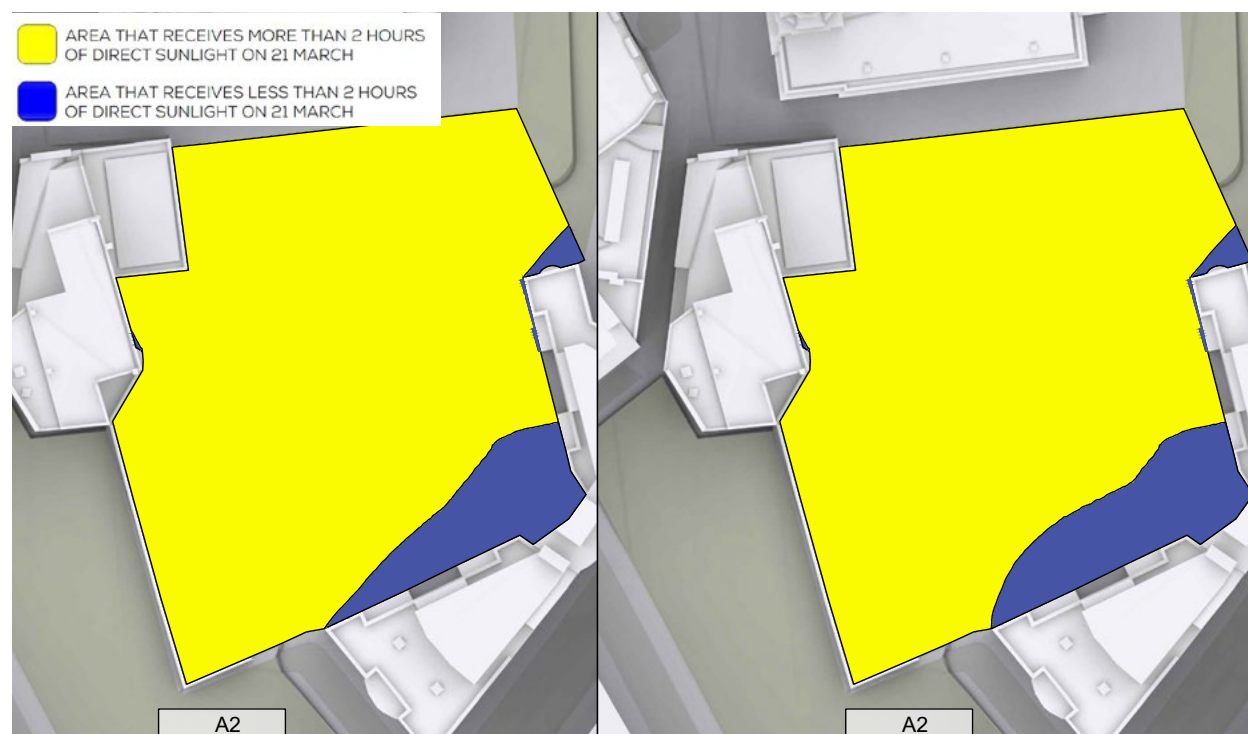 AREA THAT RECEIVES MORE THAN 2 HOURS
OF DIRECT SUNLIGHT ON 21 MARCH
AREA THAT RECEIVES LESS THAN 2 HOURS
OF DIRECT SUNLIGHT ON 21 MARCH
A2
A2